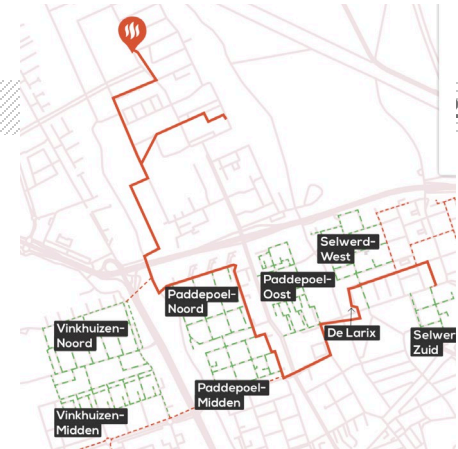 Selwerd-
West
Paddepoel-
Oost
Paddepoel-
Noord
Vinkhuizen-
Noord
De Larix
Selwer
Zuid
Paddepoel-
Midden
Vinkhuizen-
Midden